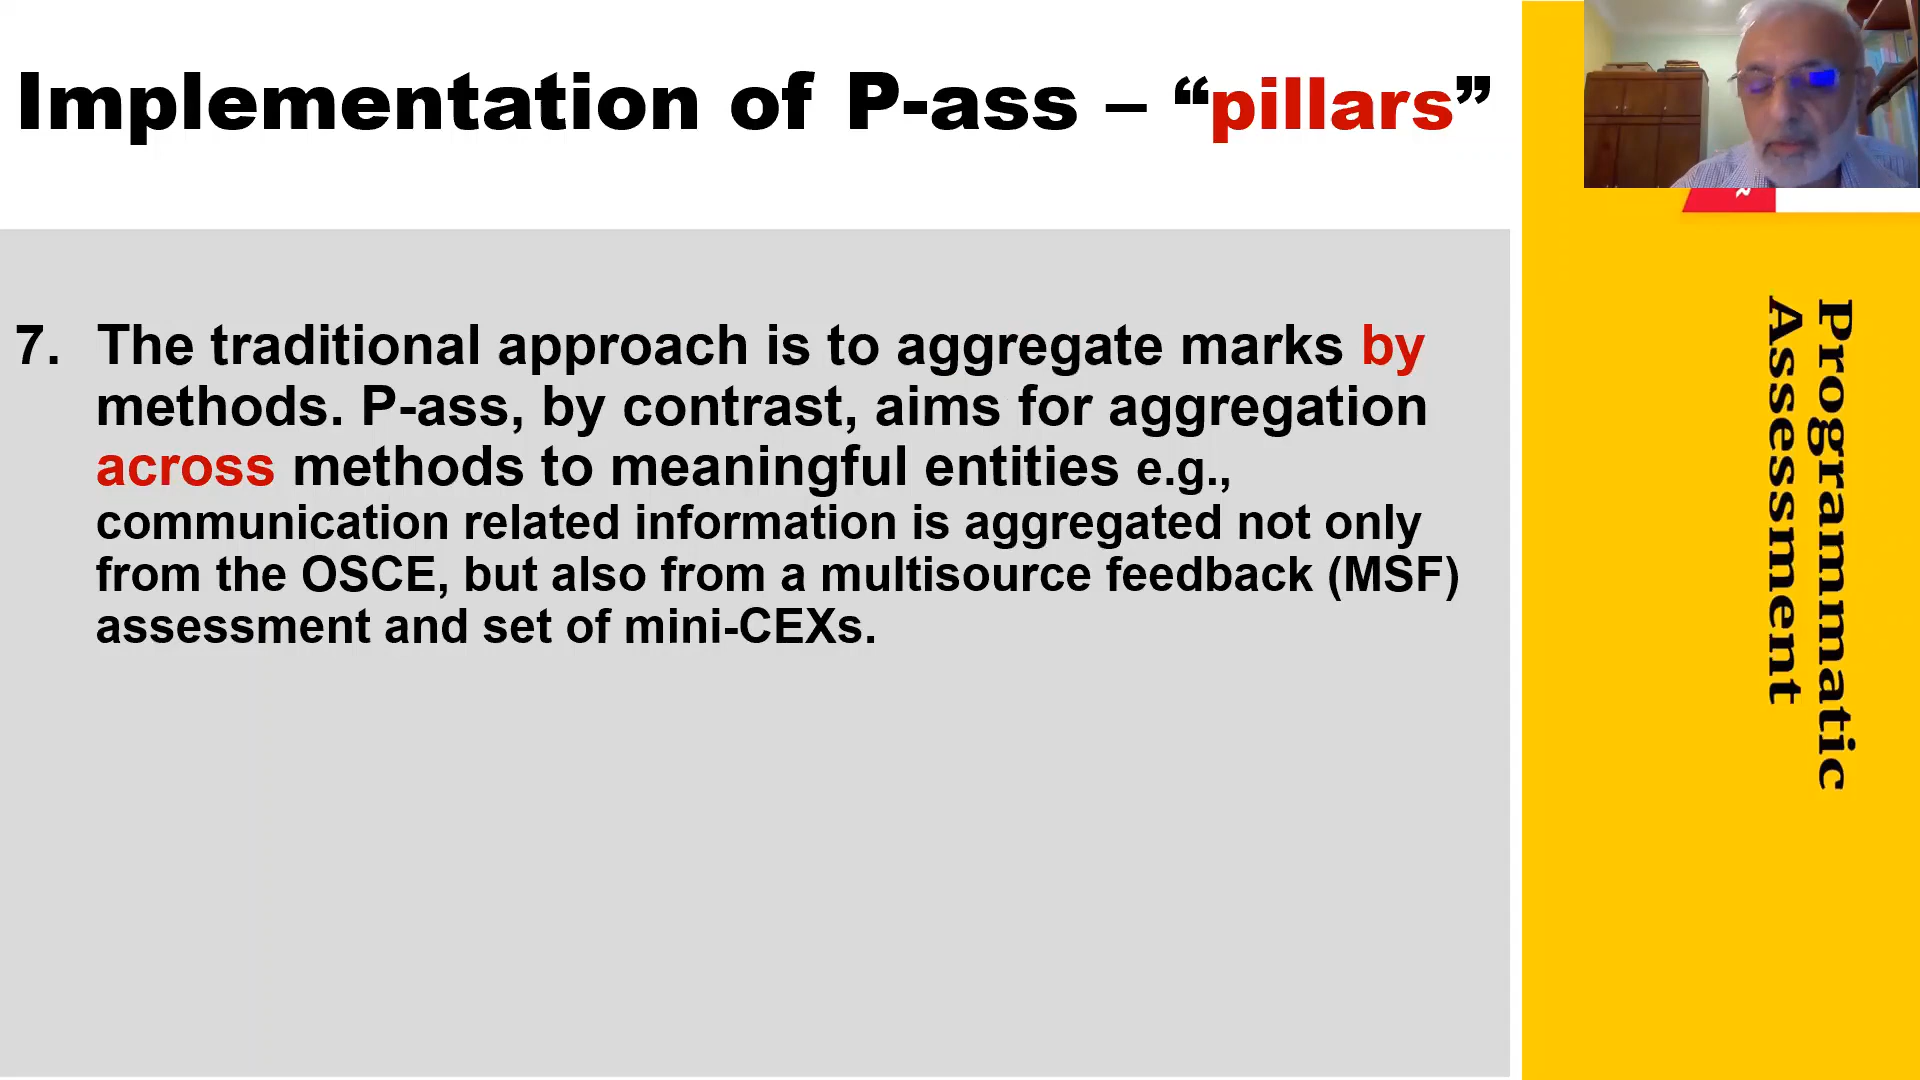 Implementation of P-ass – “pillars”
7. The traditional approach is to aggregate marks by
methods. P-ass, by contrast, aims for aggregation
across methods to meaningful entities e.g.,
communication related information is aggregated not only
from the OSCE, but also from a multisource feedback (MSF)
assessment and set of mini-CEXs.
Programmatic
Assessment